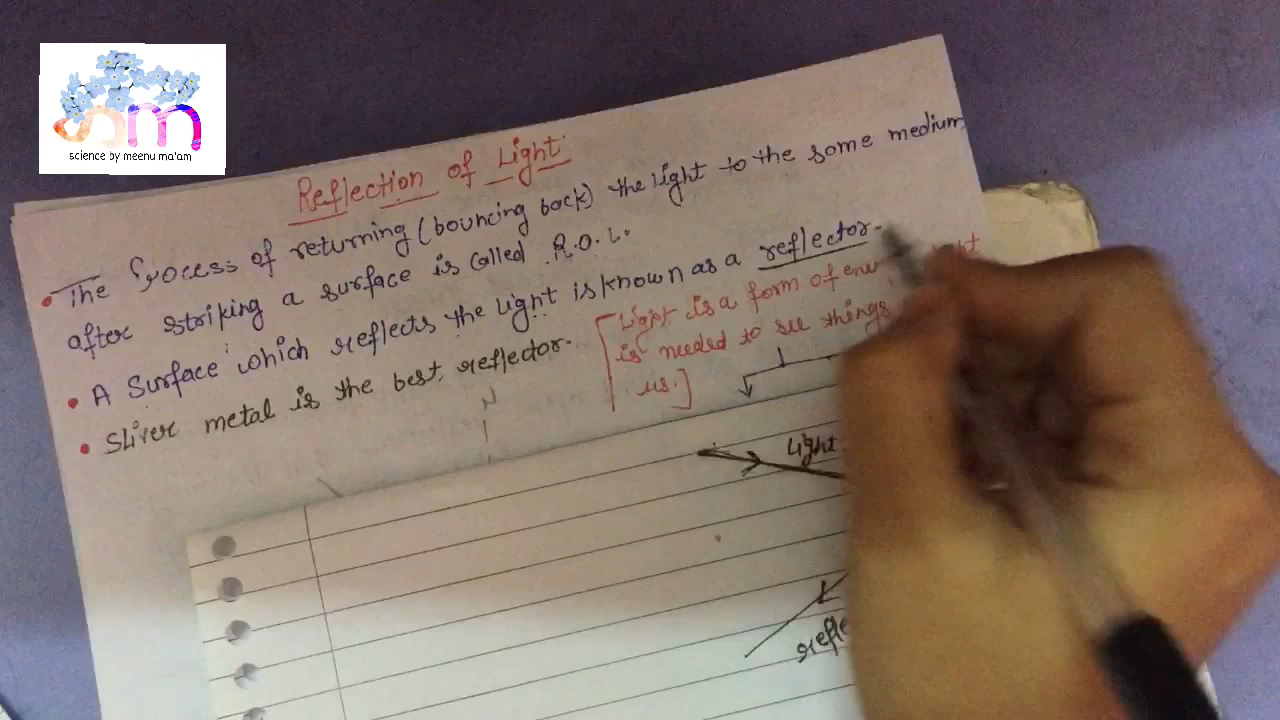 science by meenu ma'am
Reflection of Light
• The Process of returning (bouncing back) the light to the some medium
after striking a surface is called R.O.L.
• A Surface which reflects the light is known as a reflector.
• Sliver metal is the best reflector.
[Light is a form of
is needed to see things
us.]
N
Light